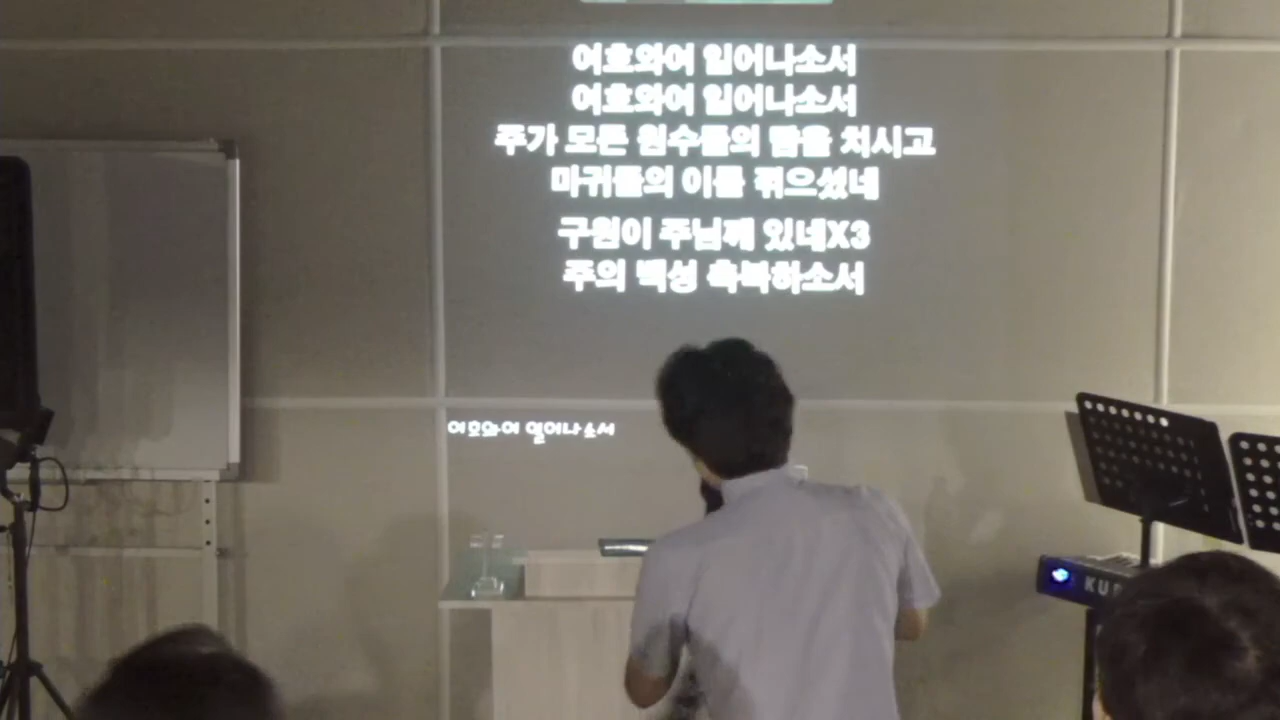 여호와여 일어나소서
여호와여 일어나소서
주가 모든 원수들의 뺨을 치시고
마귀들의 이를 꺾으셨네
구원이 주님께 있네X3
주의 백성 축복하소서
여호와여 일어나소서